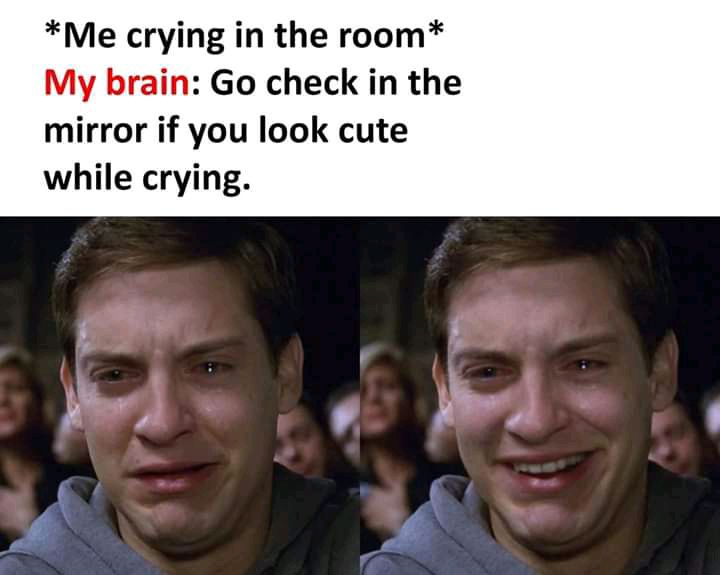 *Me crying in the room*
My brain: Go check in the
mirror if you look cute
while crying.